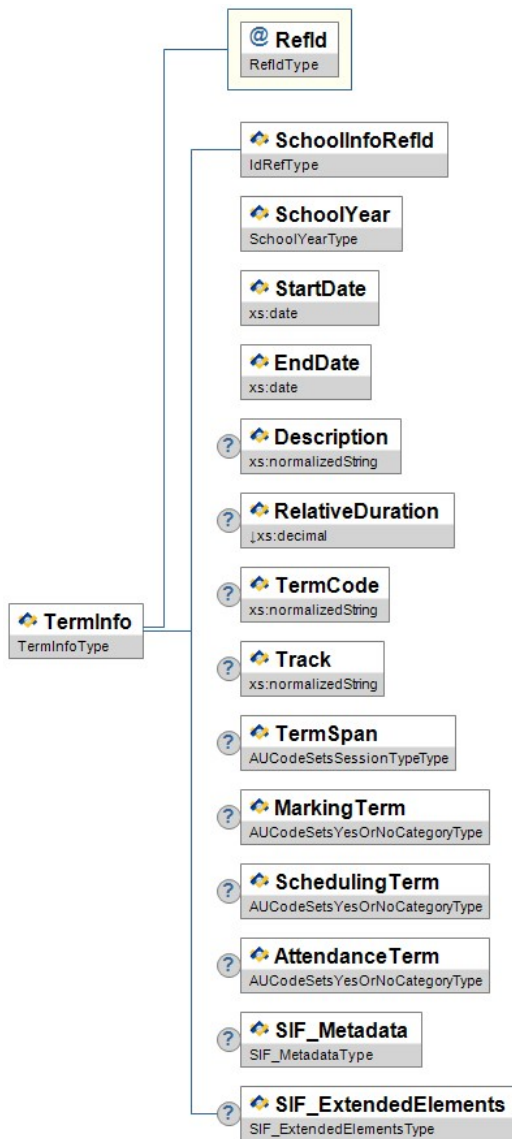 @ RefId
RefIdType
SchoolInfoRefId
IdRefType
SchoolYear
SchoolYearType
StartDate
xs:date
EndDate
xs:date
? Description
xs:normalizedString
? RelativeDuration
↓xs:decimal
? TermCode
xs:normalizedString
TermInfo
TermInfoType
? Track
xs:normalizedString
? TermSpan
AUCodeSetsSessionTypeType
? MarkingTerm
AUCodeSetsYesOrNoCategoryType
? SchedulingTerm
AUCodeSetsYesOrNoCategoryType
? AttendanceTerm
AUCodeSetsYesOrNoCategoryType
? SIF_Metadata
SIF_MetadataType
? SIF_ExtendedElements
SIF_ExtendedElementsType